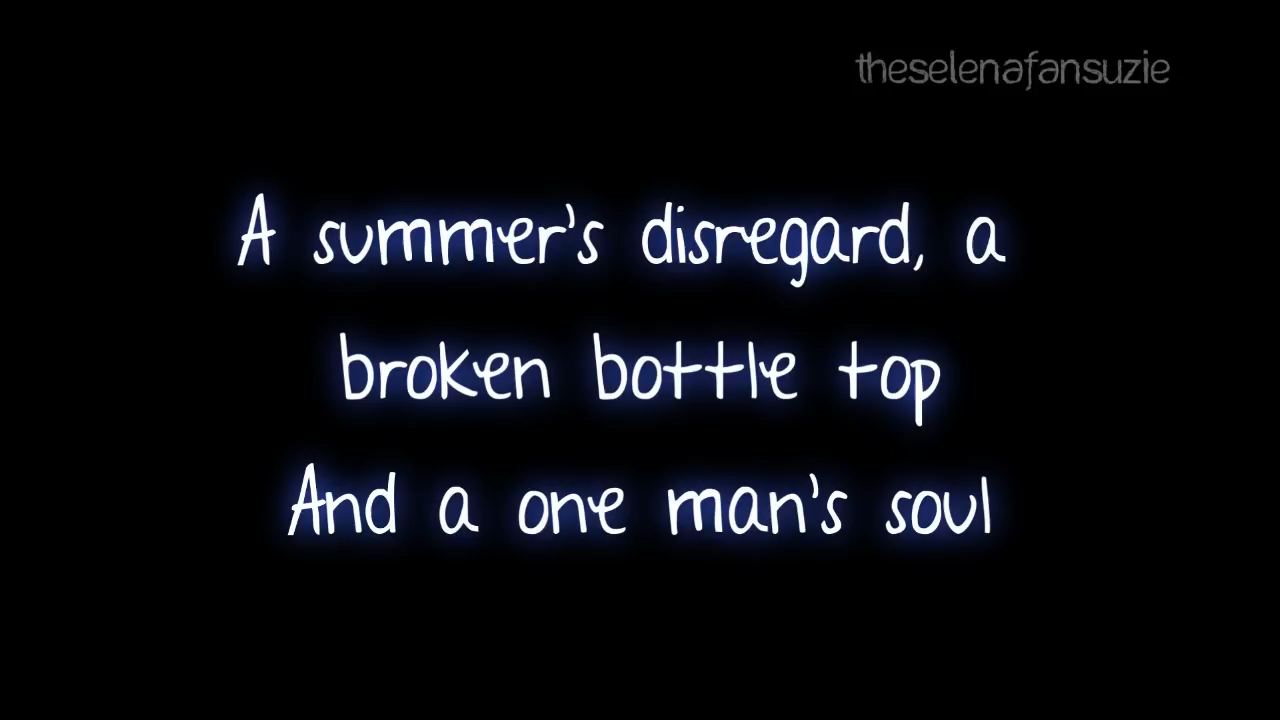 theselenafansuzie
A summer's disregard, a
broken bottle top
And a one man's soul